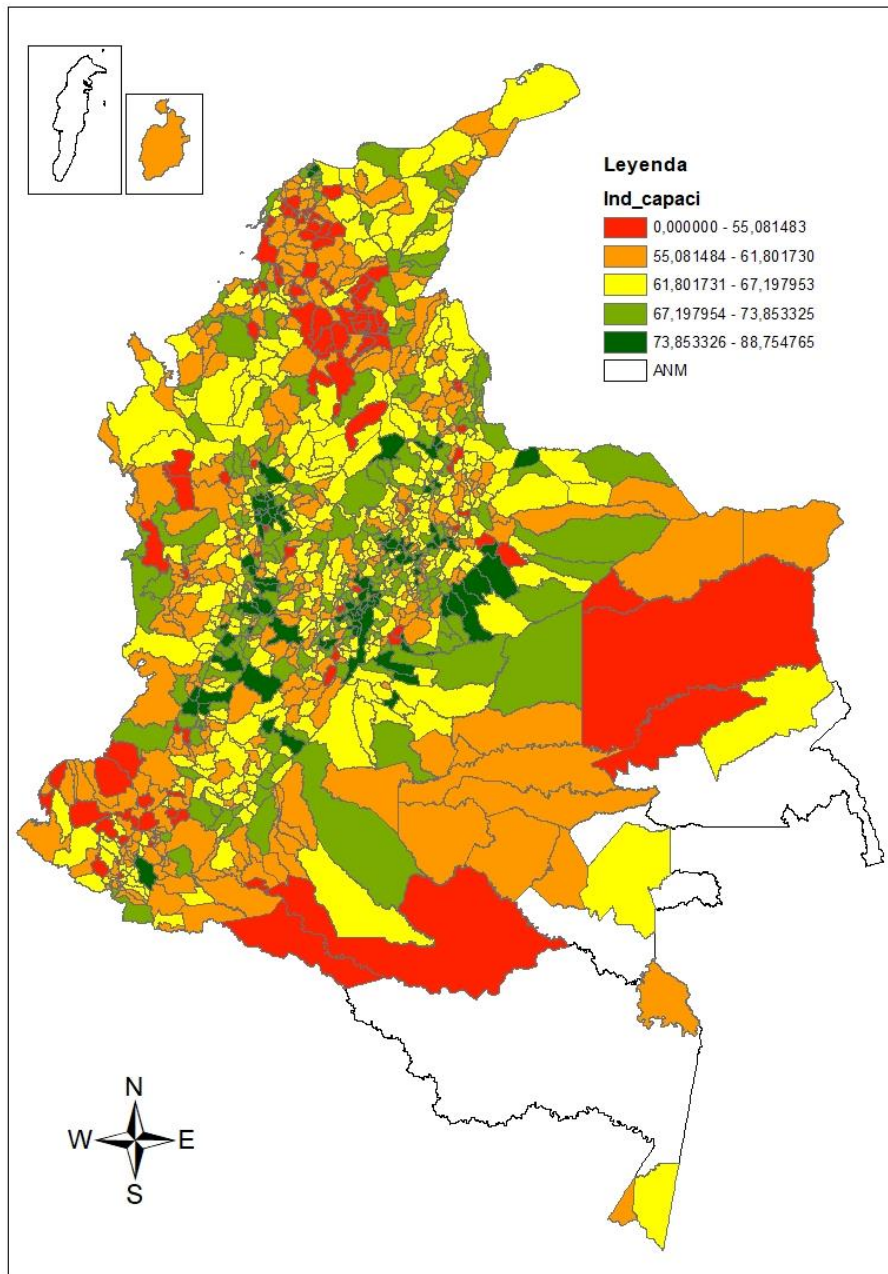 Leyenda
Ind_capaci
0,000000 - 55,081483
55,081484 - 61,801730
61,801731 - 67,197953
67,197954 - 73,853325
73,853326 - 88,754765
ANM
N
W E
S